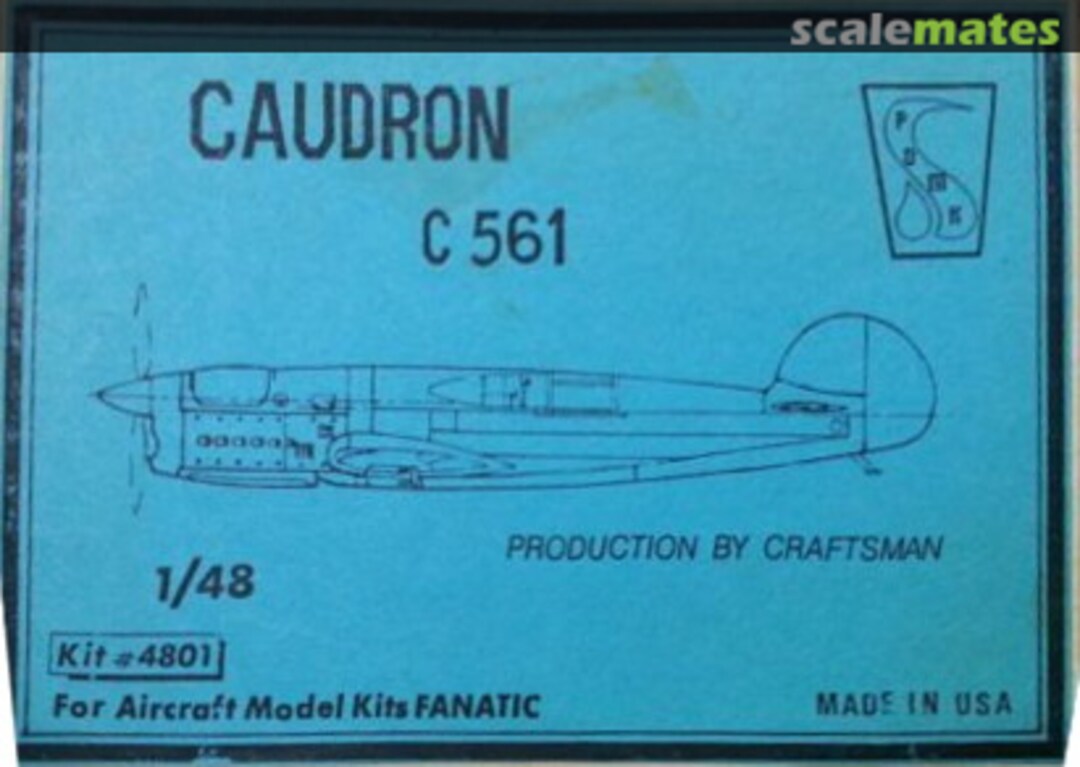 scalemates
CAUDRON
C 561
P
U
M
K
PRODUCTION BY CRAFTSMAN
1/48
Kit #4801
For Aircraft Model Kits FANATIC
MADE IN USA